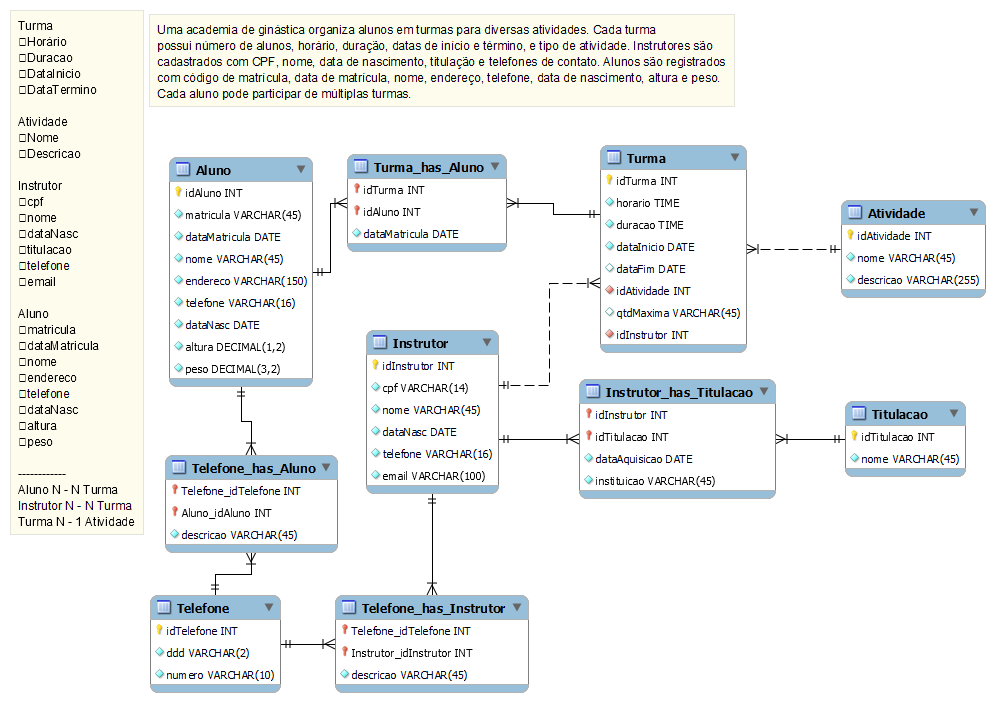 Turma
Horário
Duracao
DataInicio
DataTermino
Atividade
Nome
Descricao
Instrutor
cpf
nome
dataNasc
titulacao
telefone
email
Aluno
matricula
dataMatricula
nome
endereco
telefone
dataNasc
altura
peso
------------
Aluno N - N Turma
Instrutor N - N Turma
Turma N - 1 Atividade
Uma academia de ginástica organiza alunos em turmas para diversas atividades. Cada turma
possui número de alunos, horário, duração, datas de início e término, e tipo de atividade. Instrutores são
cadastrados com CPF, nome, data de nascimento, titulação e telefones de contato. Alunos são registrados
com código de matrícula, data de matrícula, nome, endereço, telefone, data de nascimento, altura e peso.
Cada aluno pode participar de múltiplas turmas.
Aluno
idAluno INT
matricula VARCHAR(45)
dataMatricula DATE
nome VARCHAR(45)
endereco VARCHAR(150)
telefone VARCHAR(16)
dataNasc DATE
altura DECIMAL(1,2)
peso DECIMAL(3,2)
Turma_has_Aluno
idTurma INT
idAluno INT
dataMatricula DATE
Turma
idTurma INT
horario TIME
duracao TIME
dataInicio DATE
dataFim DATE
idAtividade INT
qtdMaxima VARCHAR(45)
idInstrutor INT
Atividade
idAtividade INT
nome VARCHAR(45)
descricao VARCHAR(255)
Instrutor
idInstrutor INT
cpf VARCHAR(14)
nome VARCHAR(45)
dataNasc DATE
telefone VARCHAR(16)
email VARCHAR(100)
Instrutor_has_Titulacao
idInstrutor INT
idTitulacao INT
dataAquisicao DATE
instituicao VARCHAR(45)
Titulacao
idTitulacao INT
nome VARCHAR(45)
Telefone_has_Aluno
Telefone_idTelefone INT
Aluno_idAluno INT
descricao VARCHAR(45)
Telefone
idTelefone INT
ddd VARCHAR(2)
numero VARCHAR(10)
Telefone_has_Instrutor
Telefone_idTelefone INT
Instrutor_idInstrutor INT
descricao VARCHAR(45)